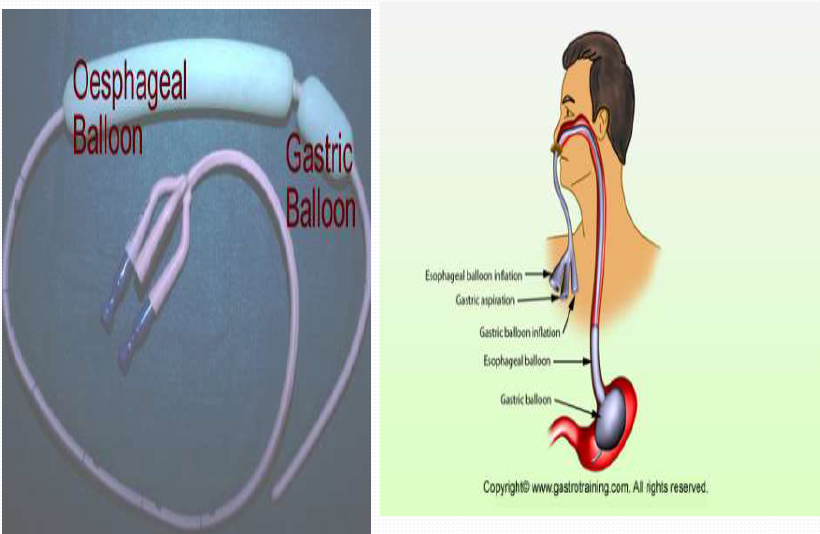 Oesphageal
Balloon
Gastric
Balloon
Esophageal balloon inflation
Gastric aspiration
Gastric balloon inflation
Esophageal balloon
Gastric balloon
Copyright© www.gastrotraining.com. All rights reserved.